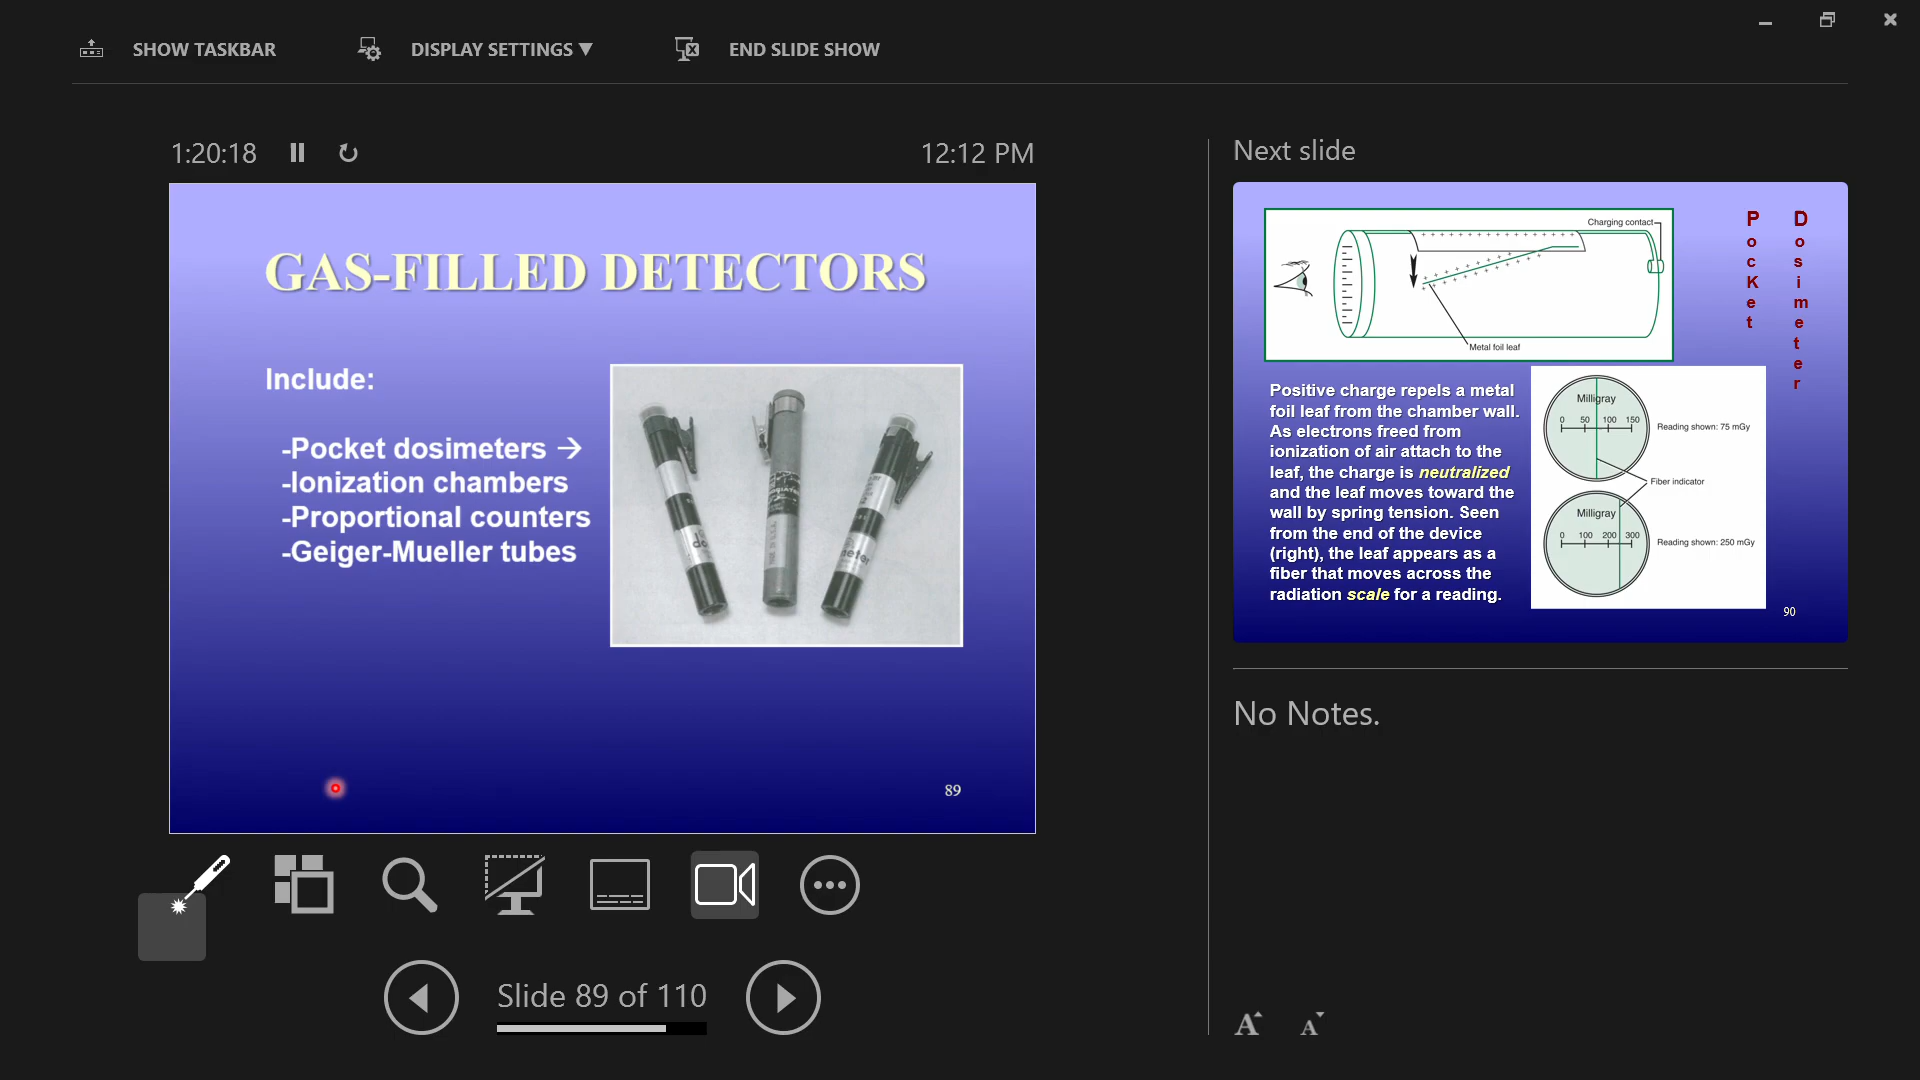 SHOW TASKBAR
DISPLAY SETTINGS ▼
END SLIDE SHOW
1:20:18
12:12 PM
GAS-FILLED DETECTORS
Include:
-Pocket dosimeters →
-Ionization chambers
-Proportional counters
-Geiger-Mueller tubes
do
meter
89
Slide 89 of 110
Next slide
Charging contact
Metal foil leaf
PocKet
Dosimeter
Positive charge repels a metal
foil leaf from the chamber wall.
As electrons freed from
ionization of air attach to the
leaf, the charge is neutralized
and the leaf moves toward the
wall by spring tension. Seen
from the end of the device
(right), the leaf appears as a
fiber that moves across the
radiation scale for a reading.
Milligray
0 50 100 150
Reading shown: 75 mGy
Fiber indicator
Milligray
0 100 200 300
Reading shown: 250 mGy
90
No Notes.
A A